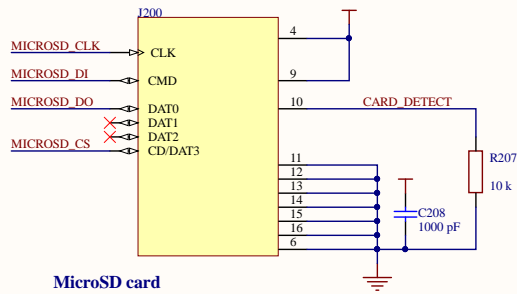 J200
MICROSD_CLK
CLK
4
MICROSD_DI
CMD
9
MICROSD_DO
DAT0
10
CARD_DETECT
DAT1
DAT2
MICROSD_CS
CD/DAT3
R207
10 k
11
12
13
14
15
16
6
C208
1000 pF
MicroSD card